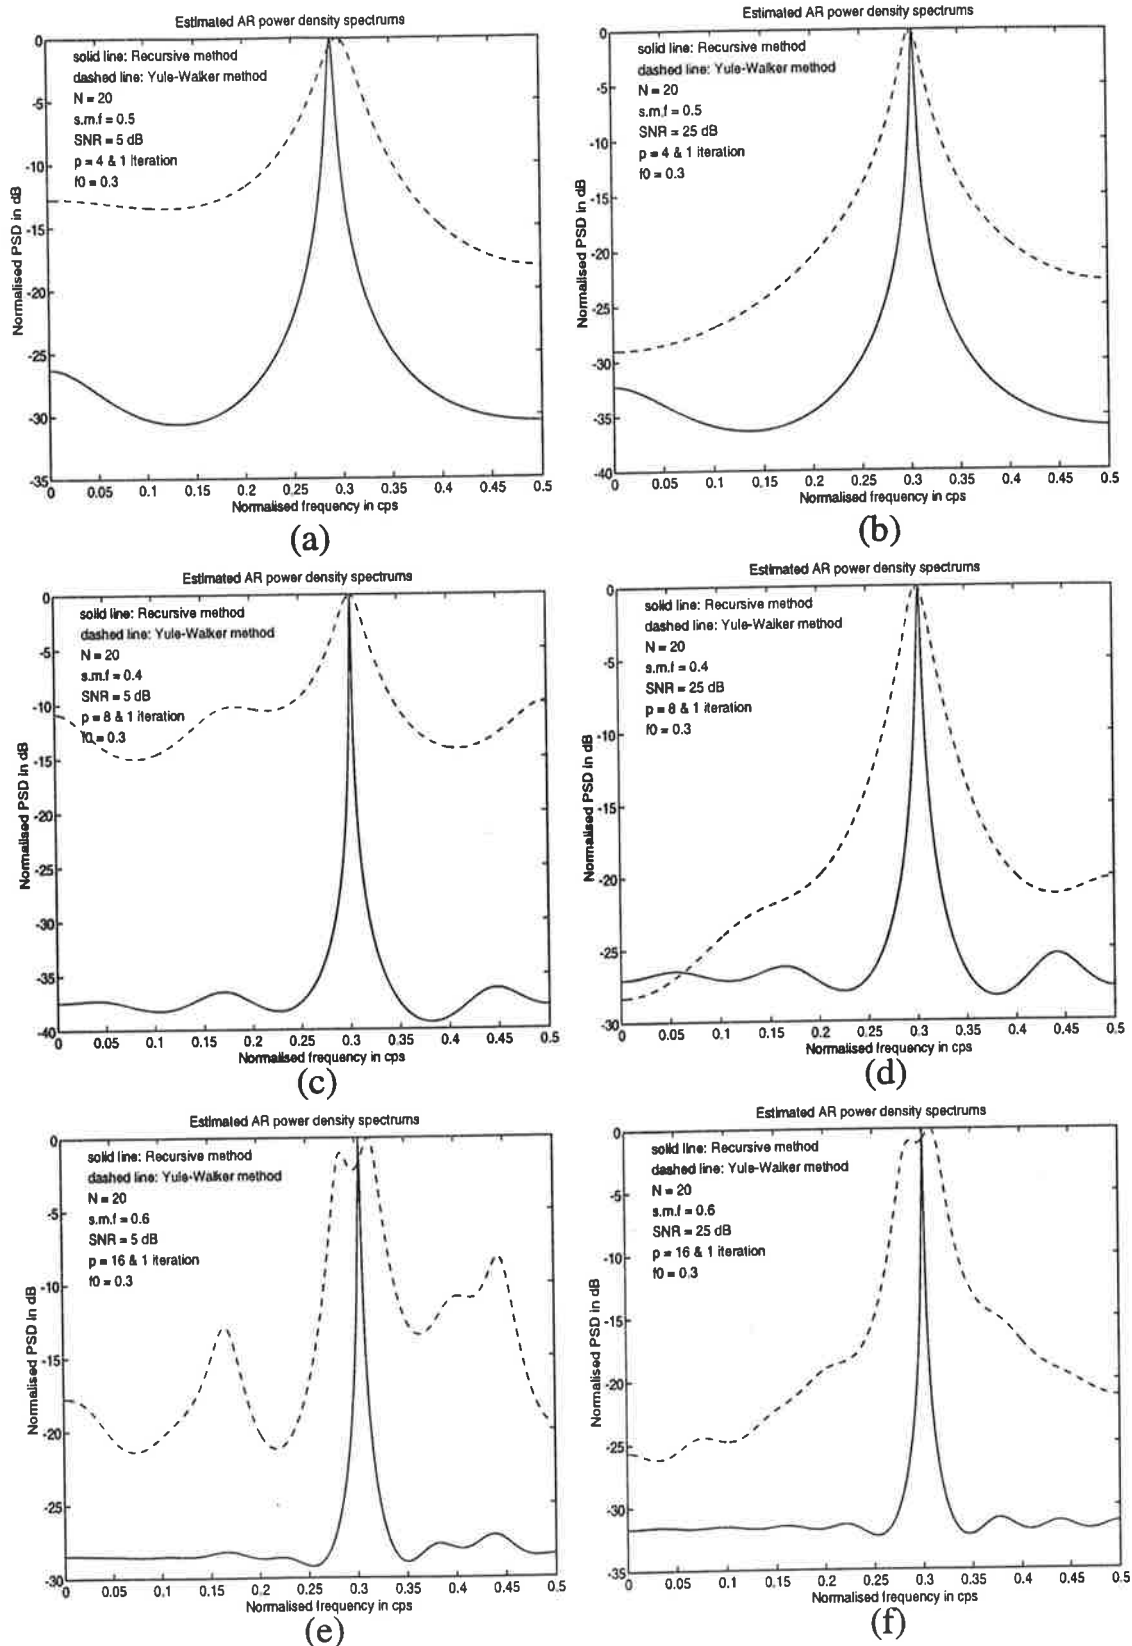 Estimated AR power density spectrums
solid line: Recursive method
dashed line: Yule-Walker method
N = 20
s.m.f = 0.5
SNR = 5 dB
p = 4 & 1 iteration
f0 = 0.3
Normalised PSD in dB
0
-5
-10
-15
-20
-25
-30
-35
0 0.05 0.1 0.15 0.2 0.25 0.3 0.35 0.4 0.45 0.5
Normalised frequency in cps
(a)
Estimated AR power density spectrums
solid line: Recursive method
dashed line: Yule-Walker method
N = 20
s.m.f = 0.5
SNR = 25 dB
p = 4 & 1 iteration
f0 = 0.3
Normalised PSD in dB
0
-5
-10
-15
-20
-25
-30
-35
-40
0 0.05 0.1 0.15 0.2 0.25 0.3 0.35 0.4 0.45 0.5
Normalised frequency in cps
(b)
Estimated AR power density spectrums
solid line: Recursive method
dashed line: Yule-Walker method
N = 20
s.m.f = 0.4
SNR = 5 dB
p = 8 & 1 iteration
f0 = 0.3
Normalised PSD in dB
0
-5
-10
-15
-20
-25
-30
-35
-40
0 0.05 0.1 0.15 0.2 0.25 0.3 0.35 0.4 0.45 0.5
Normalised frequency in cps
(c)
Estimated AR power density spectrums
solid line: Recursive method
dashed line: Yule-Walker method
N = 20
s.m.f = 0.4
SNR = 25 dB
p = 8 & 1 iteration
f0 = 0.3
Normalised PSD in dB
0
-5
-10
-15
-20
-25
-30
0 0.05 0.1 0.15 0.2 0.25 0.3 0.35 0.4 0.45 0.5
Normalised frequency in cps
(d)
Estimated AR power density spectrums
solid line: Recursive method
dashed line: Yule-Walker method
N = 20
s.m.f = 0.6
SNR = 5 dB
p = 16 & 1 iteration
f0 = 0.3
Normalised PSD in dB
0
-5
-10
-15
-20
-25
-30
0 0.05 0.1 0.15 0.2 0.25 0.3 0.35 0.4 0.45 0.5
Normalised frequency in cps
(e)
Estimated AR power density spectrums
solid line: Recursive method
dashed line: Yule-Walker method
N = 20
s.m.f = 0.6
SNR = 25 dB
p = 16 & 1 iteration
f0 = 0.3
Normalised PSD in dB
0
-5
-10
-15
-20
-25
-30
-35
0 0.05 0.1 0.15 0.2 0.25 0.3 0.35 0.4 0.45 0.5
Normalised frequency in cps
(f)